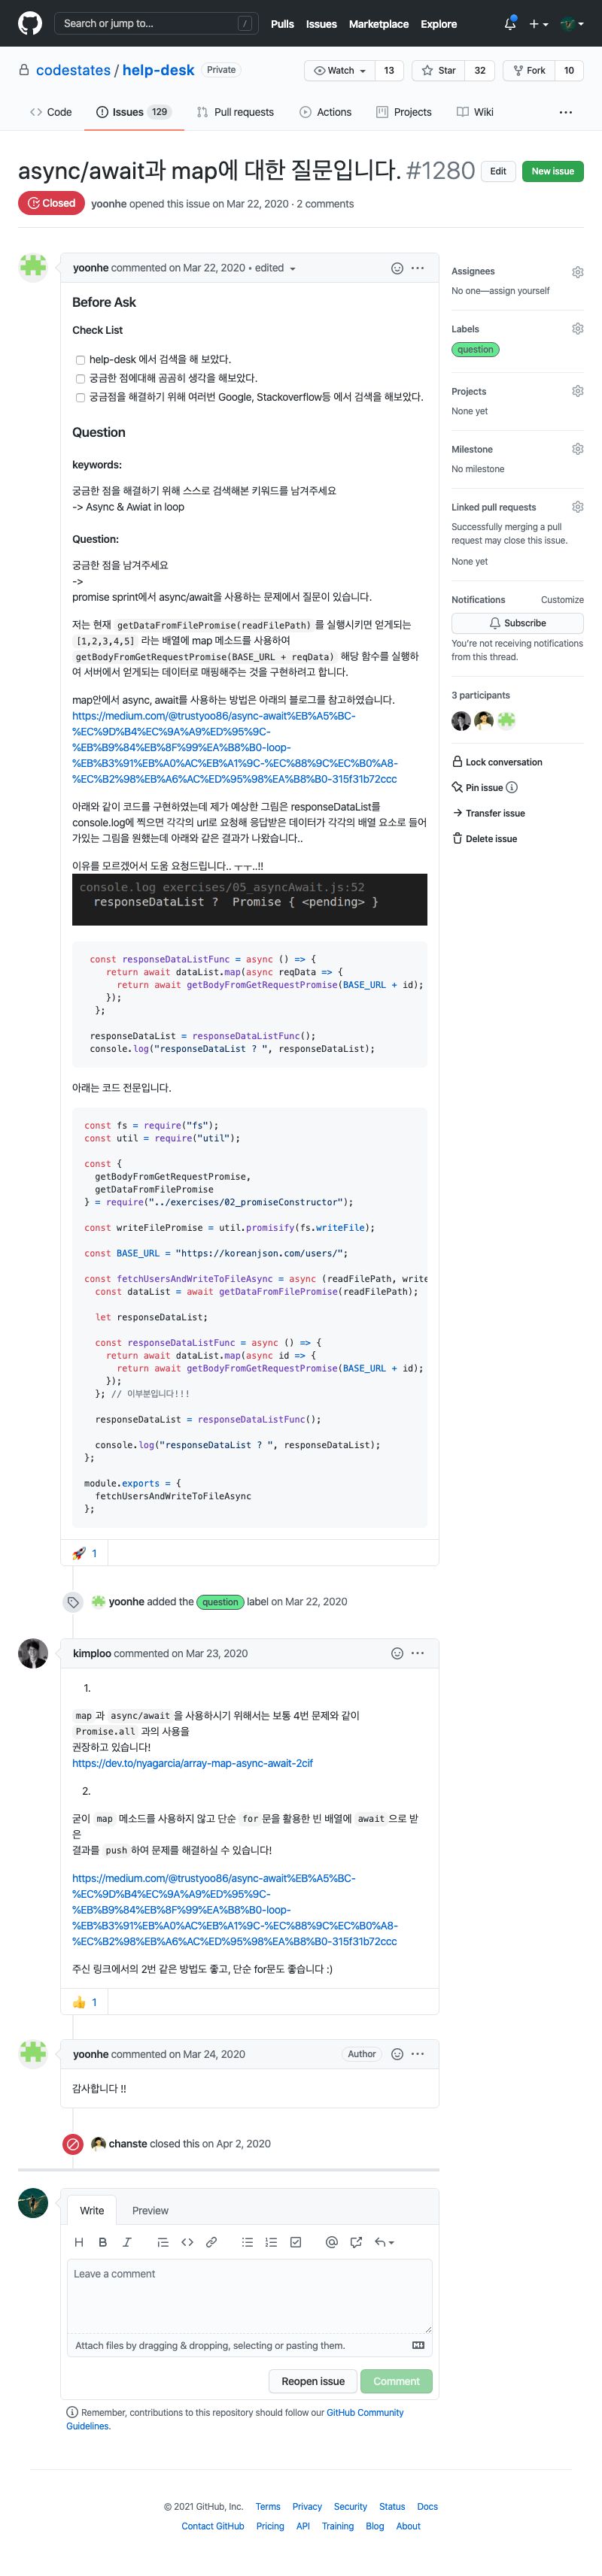 Search or jump to...
/
Pulls Issues Marketplace Explore
codestates / help-desk Private
Watch 13 Star 32 Fork 10
Code Issues 129 Pull requests Actions Projects Wiki
async/await과 map에 대한 질문입니다. #1280
Edit New issue
Closed yoonhe opened this issue on Mar 22, 2020 · 2 comments
yoonhe commented on Mar 22, 2020 • edited
Before Ask
Check List
help-desk 에서 검색을 해 보았다.
궁금한 점에대해 곰곰히 생각을 해보았다.
궁금점을 해결하기 위해 여러번 Google, Stackoverflow등 에서 검색을 해보았다.
Question
keywords:
궁금한 점을 해결하기 위해 스스로 검색해본 키워드를 남겨주세요
-> Async & Awiat in loop
Question:
궁금한 점을 남겨주세요
->
promise sprint에서 async/await을 사용하는 문제에서 질문이 있습니다.
저는 현재 getDataFromFilePromise(readFilePath) 를 실행시키면 얻게되는
[1,2,3,4,5] 라는 배열에 map 메소드를 사용하여
getBodyFromGetRequestPromise(BASE_URL + reqData) 해당 함수를 실행하
여 서버에서 얻게되는 데이터로 매핑해주는 것을 구현하려고 합니다.
map안에서 async, await를 사용하는 방법은 아래의 블로그를 참고하였습니다.
https://medium.com/@trustyoo86/async-await%EB%A5%BC-
%EC%9D%B4%EC%9A%A9%ED%95%9C-
%EB%B9%84%EB%8F%99%EA%B8%B0-loop-
%EB%B3%91%EB%A0%AC%EB%A1%9C-%EC%88%9C%EC%B0%A8-
%EC%B2%98%EB%A6%AC%ED%95%98%EA%B8%B0-315f31b72ccc
아래와 같이 코드를 구현하였는데 제가 예상한 그림은 responseDataList를
console.log에 찍으면 각각의 url로 요청해 응답받은 데이터가 각각의 배열 요소로 들어
가있는 그림을 원했는데 아래와 같은 결과가 나왔습니다..
이유를 모르겠어서 도움 요청드립니다.. ㅜㅜ..!!
console.log exercises/05_asyncAwait.js:52
responseDataList ? Promise { <pending> }
const responseDataListFunc = async () => {
return await dataList.map(async reqData => {
return await getBodyFromGetRequestPromise(BASE_URL + id);
});
};
responseDataList = responseDataListFunc();
console.log("responseDataList ? ", responseDataList);
아래는 코드 전문입니다.
const fs = require("fs");
const util = require("util");
const {
getBodyFromGetRequestPromise,
getDataFromFilePromise
} = require("../exercises/02_promiseConstructor");
const writeFilePromise = util.promisify(fs.writeFile);
const BASE_URL = "https://koreanjson.com/users/";
const fetchUsersAndWriteToFileAsync = async (readFilePath, write
const dataList = await getDataFromFilePromise(readFilePath);
let responseDataList;
const responseDataListFunc = async () => {
return await dataList.map(async id => {
return await getBodyFromGetRequestPromise(BASE_URL + id);
});
}; // 이부분입니다!!!
responseDataList = responseDataListFunc();
console.log("responseDataList ? ", responseDataList);
};
module.exports = {
fetchUsersAndWriteToFileAsync
};
1
yoonhe added the question label on Mar 22, 2020
kimploo commented on Mar 23, 2020
1.
map 과 async/await 을 사용하시기 위해서는 보통 4번 문제와 같이
Promise.all 과의 사용을
권장하고 있습니다!
https://dev.to/nyagarcia/array-map-async-await-2cif
2.
굳이 map 메소드를 사용하지 않고 단순 for 문을 활용한 빈 배열에 await 으로 받
은
결과를 push 하여 문제를 해결하실 수 있습니다!
https://medium.com/@trustyoo86/async-await%EB%A5%BC-
%EC%9D%B4%EC%9A%A9%ED%95%9C-
%EB%B9%84%EB%8F%99%EA%B8%B0-loop-
%EB%B3%91%EB%A0%AC%EB%A1%9C-%EC%88%9C%EC%B0%A8-
%EC%B2%98%EB%A6%AC%ED%95%98%EA%B8%B0-315f31b72ccc
주신 링크에서의 2번 같은 방법도 좋고, 단순 for문도 좋습니다 :)
1
yoonhe commented on Mar 24, 2020 Author
감사합니다 !!
chanste closed this on Apr 2, 2020
Write Preview
Leave a comment
Attach files by dragging & dropping, selecting or pasting them.
Reopen issue Comment
Remember, contributions to this repository should follow our GitHub Community
Guidelines.
Assignees
No one—assign yourself
Labels
question
Projects
None yet
Milestone
No milestone
Linked pull requests
Successfully merging a pull
request may close this issue.
None yet
Notifications Customize
Subscribe
You're not receiving notifications
from this thread.
3 participants
Lock conversation
Pin issue
Transfer issue
Delete issue
© 2021 GitHub, Inc. Terms Privacy Security Status Docs
Contact GitHub Pricing API Training Blog About